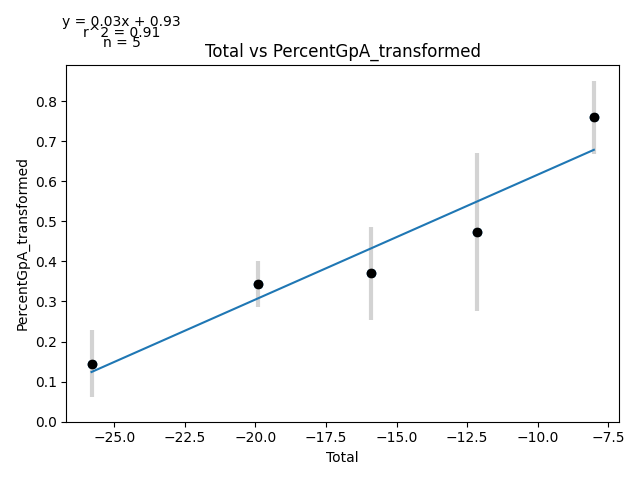 y = 0.03x + 0.93
r^2 = 0.91
n = 5
Total vs PercentGpA_transformed
PercentGpA_transformed
0.8
0.7
0.6
0.5
0.4
0.3
0.2
0.1
0.0
−25.0 −22.5 −20.0 −17.5 −15.0 −12.5 −10.0 −7.5
Total